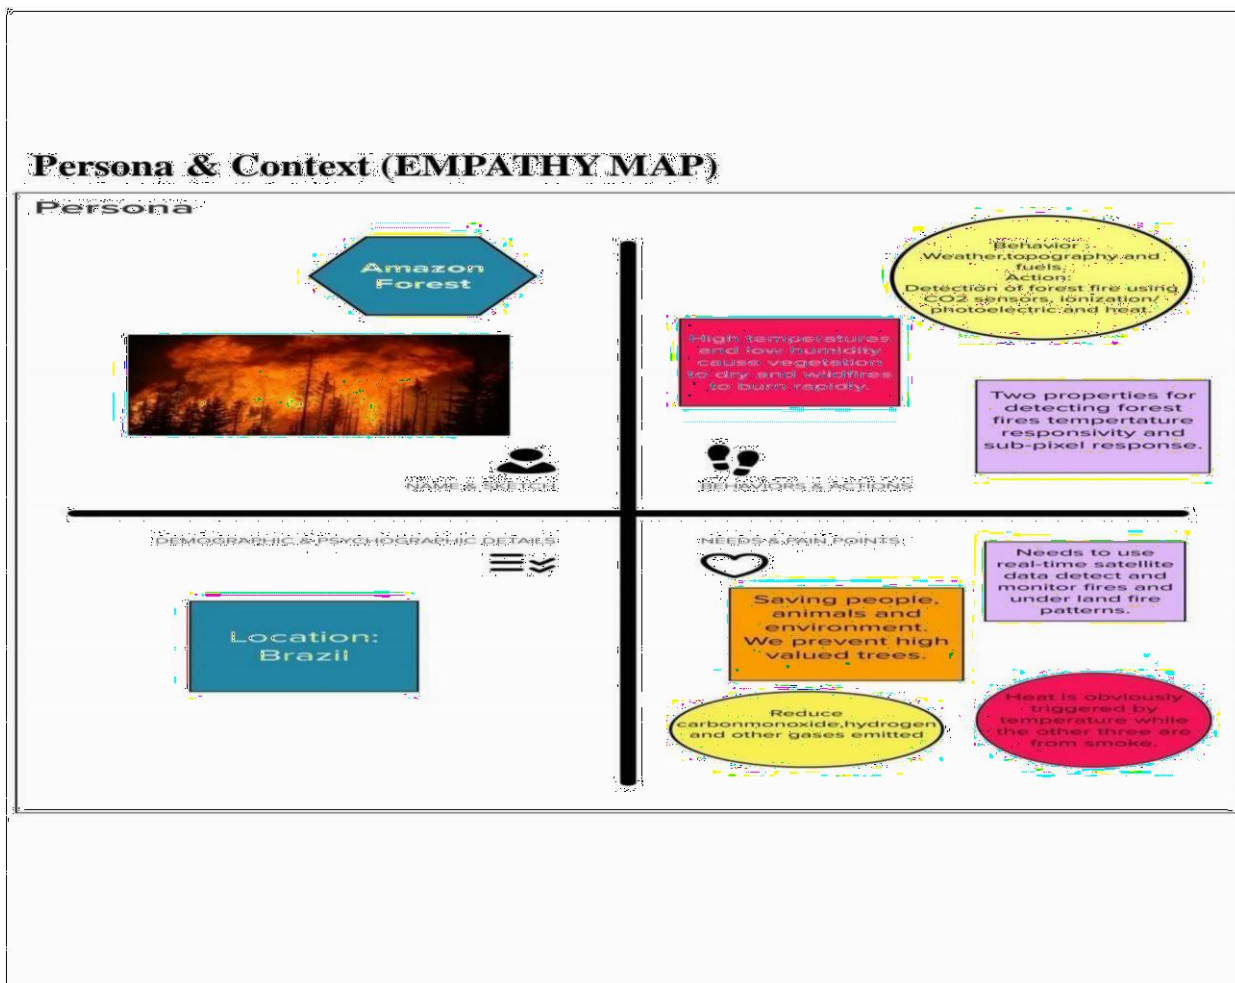 Persona & Context (EMPATHY MAP)
Persona
Amazon
Forest
NAME & SKETCH
Behavior :
Weather,topography and
fuels.
Action:
Detection of forest fire using
CO2 sensors, ionization/
photoelectric and heat.
High temperatures
and low humidity
cause vegetation
to dry and wildfires
to burn rapidly.
Two properties for
detecting forest
fires tempertature
responsivity and
sub-pixel response.
BEHAVIORS & ACTIONS
DEMOGRAPHIC & PSYCHOGRAPHIC DETAILS
Location:
Brazil
NEEDS & PAIN POINTS
Needs to use
real-time satellite
data detect and
monitor fires and
under land fire
patterns.
Saving people,
animals and
environment.
We prevent high
valued trees.
Reduce
carbonmonoxide,hydrogen
and other gases emitted
Heat is obviously
triggered by
temperature while
the other three are
from smoke.